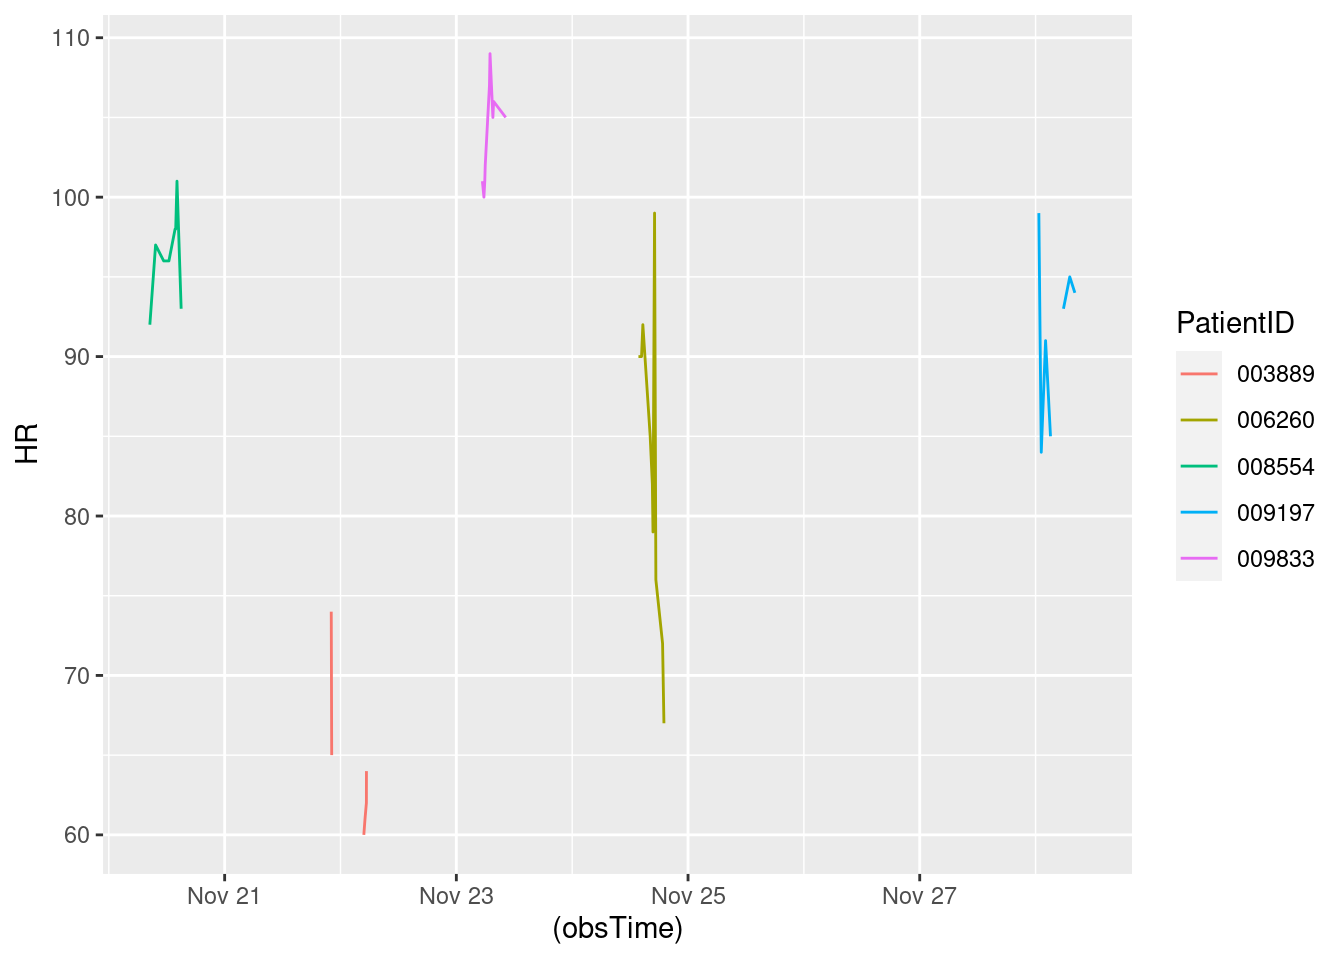 110
100
90
80
70
60
HR
Nov 21
Nov 23
Nov 25
Nov 27
(obsTime)
PatientID
003889
006260
008554
009197
009833